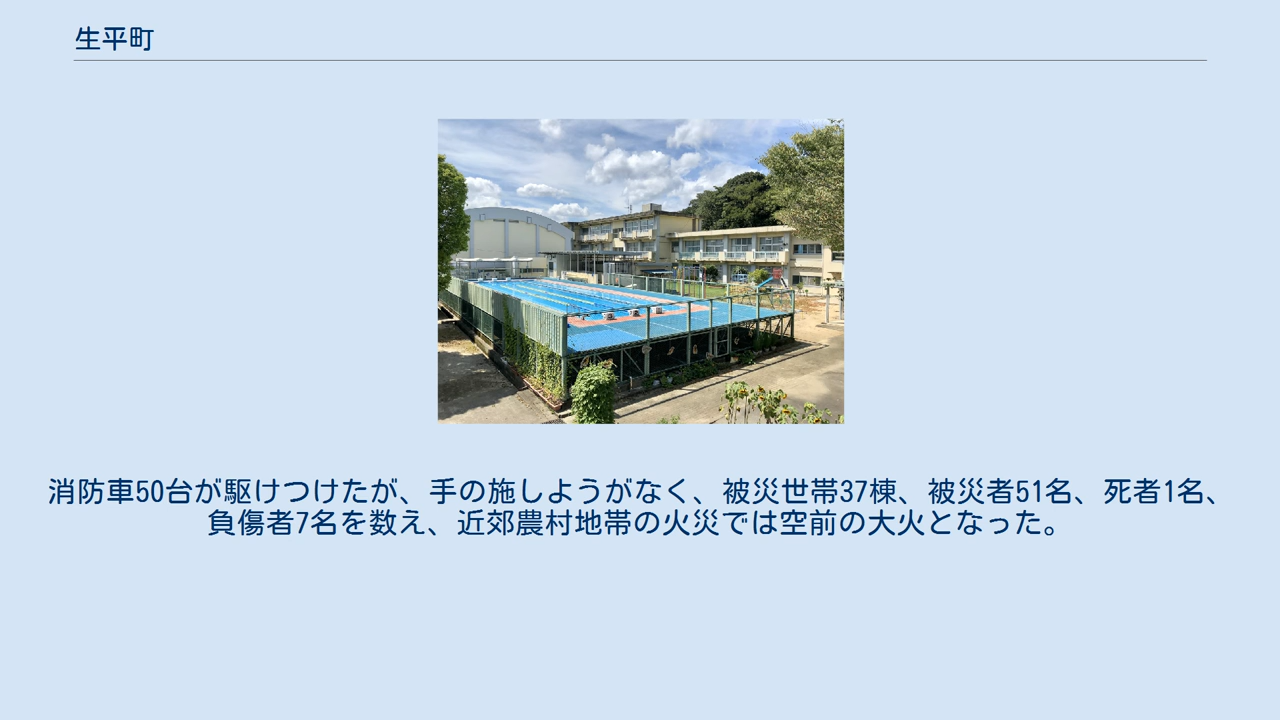 生平町
消防車50台が駆けつけたが、手の施しようがなく、被災世帯37棟、被災者51名、死者1名、
負傷者7名を数え、近郊農村地帯の火災では空前の大火となった。